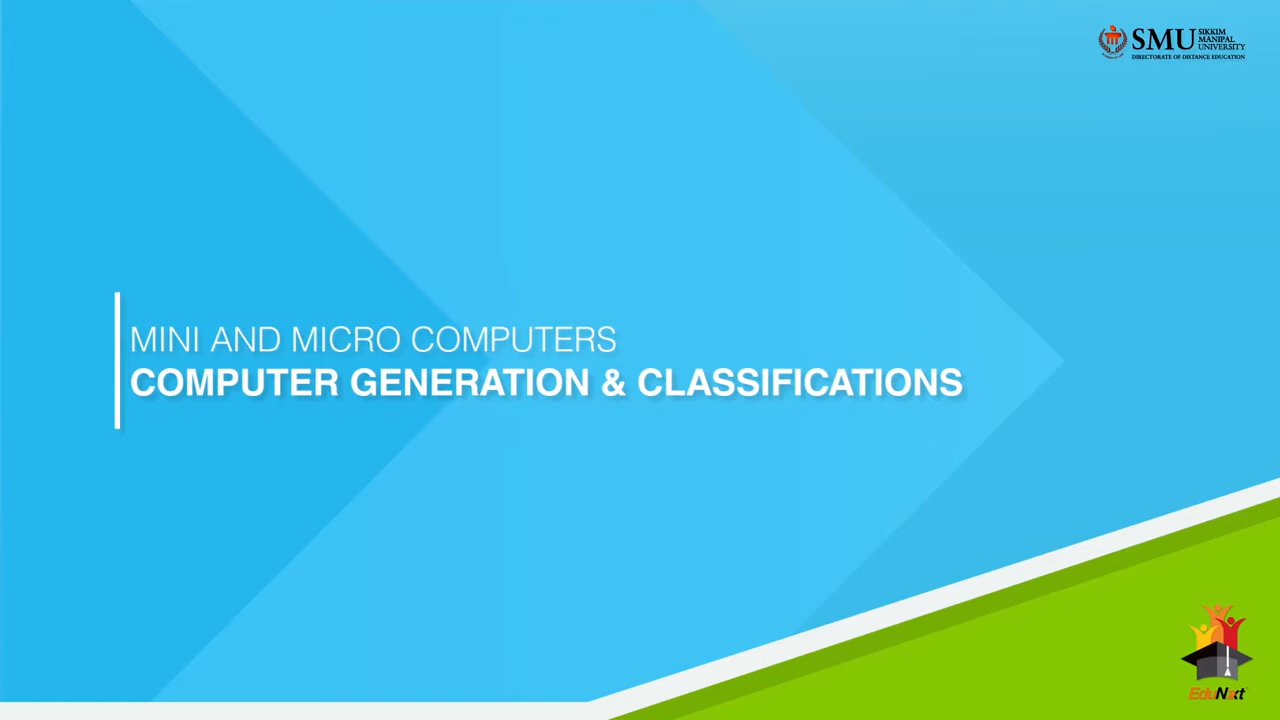 SMU SIKKIM
MANIPAL
UNIVERSITY
DIRECTORATE OF DISTANCE EDUCATION
MINI AND MICRO COMPUTERS
COMPUTER GENERATION & CLASSIFICATIONS
EduNxt